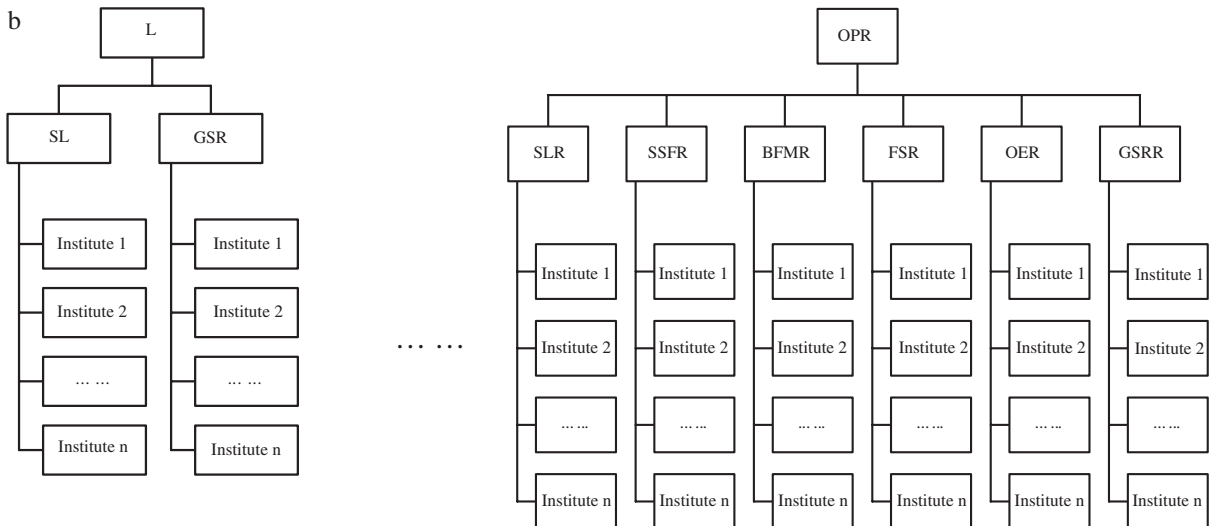 b
L
OPR
SL
GSR
SLR
SSFR
BFMR
FSR
OER
GSRR
Institute 1
Institute 1
Institute 1
Institute 1
Institute 1
Institute 1
Institute 1
Institute 1
Institute 2
Institute 2
... ...
Institute 2
Institute 2
Institute 2
Institute 2
Institute 2
Institute 2
... ...
... ...
... ...
... ...
... ...
... ...
... ...
... ...
Institute n
Institute n
Institute n
Institute n
Institute n
Institute n
Institute n
Institute n